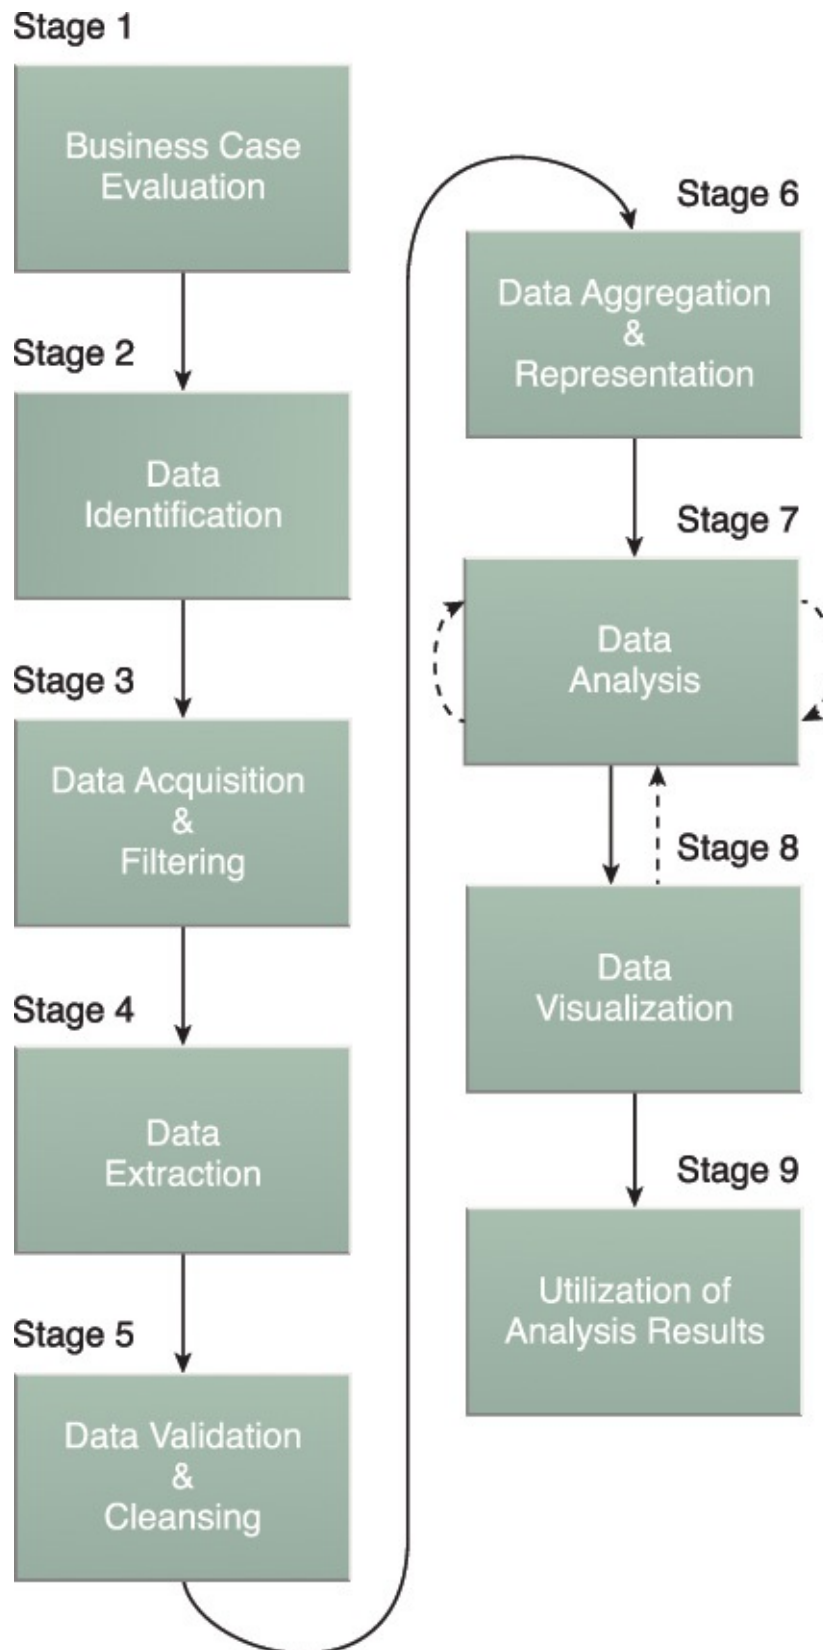 Stage 1
Business Case
Evaluation
Stage 2
Data
Identification
Stage 3
Data Acquisition
&
Filtering
Stage 4
Data
Extraction
Stage 5
Data Validation
&
Cleansing
Stage 6
Data Aggregation
&
Representation
Stage 7
Data
Analysis
Stage 8
Data
Visualization
Stage 9
Utilization of
Analysis Results